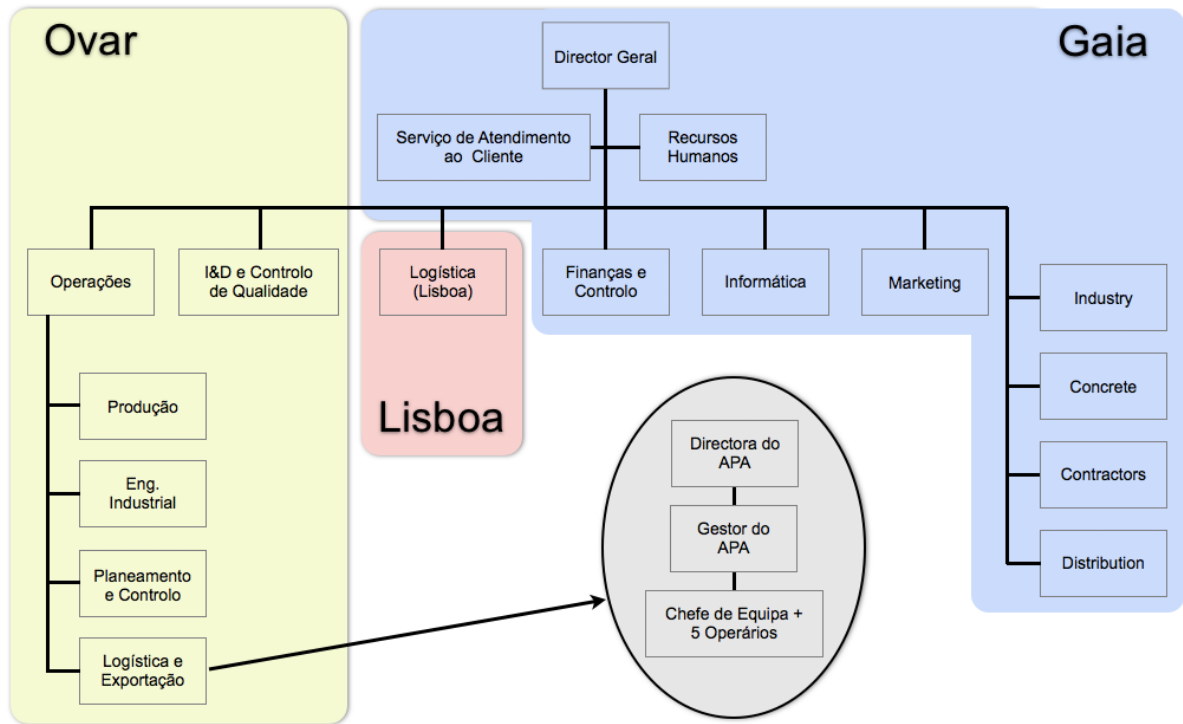 Ovar
Gaia
Director Geral
Serviço de Atendimento
ao Cliente
Recursos
Humanos
Operações
I&D e Controlo
de Qualidade
Logística
(Lisboa)
Finanças e
Controlo
Informática
Marketing
Industry
Concrete
Contractors
Distribution
Lisboa
Produção
Eng.
Industrial
Planeamento
e Controlo
Logística e
Exportação
Directora do
APA
Gestor do
APA
Chefe de Equipa +
5 Operários